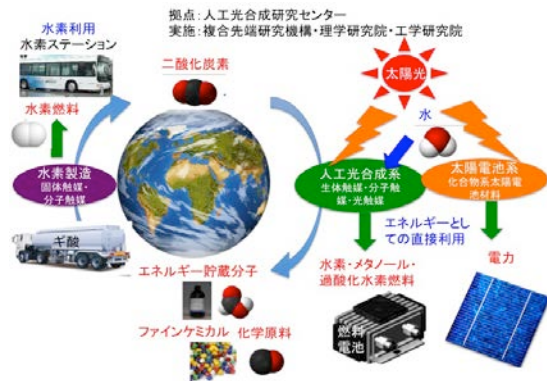 拠点：人工光合成研究センター
実施：複合先端研究機構・理学研究院・工学研究院
水素利用
水素ステーション
二酸化炭素
太陽光
水
水素燃料
水素製造
固体触媒・
分子触媒
人工光合成系
生体触媒・分子触
媒・光触媒
太陽電池系
化合物系太陽電
池材料
ギ酸
エネルギーとし
ての直接利用
エネルギー貯蔵分子
水素・メタノール・
過酸化水素燃料
電力
ファインケミカル 化学原料
燃料
電池